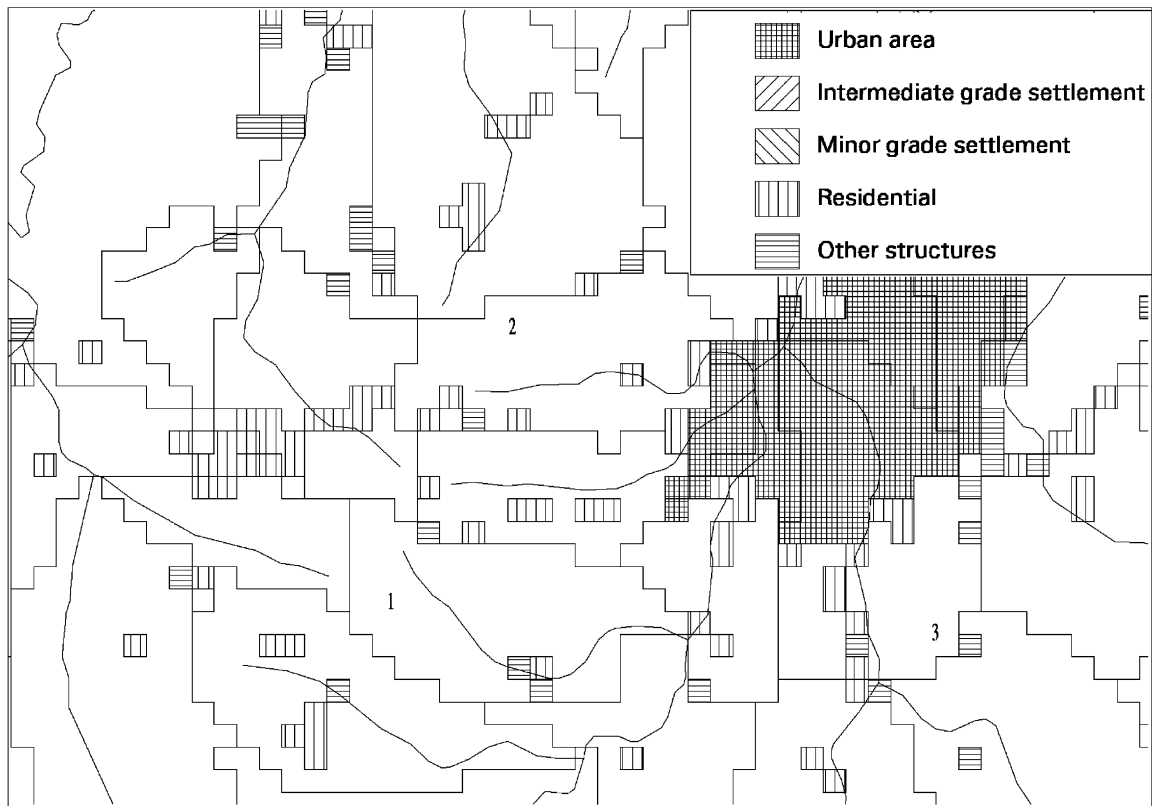 Urban area
Intermediate grade settlement
Minor grade settlement
Residential
Other structures
2
1
3